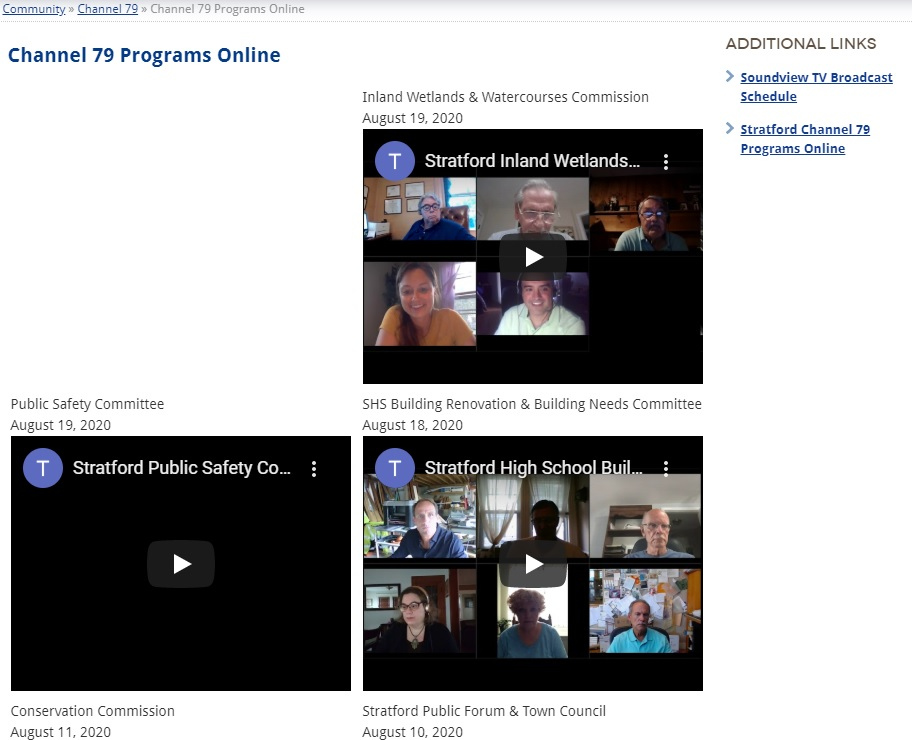 Community » Channel 79 » Channel 79 Programs Online
Channel 79 Programs Online
Inland Wetlands & Watercourses Commission
August 19, 2020
T Stratford Inland Wetlands...
Public Safety Committee
August 19, 2020
T Stratford Public Safety Co...
SHS Building Renovation & Building Needs Committee
August 18, 2020
T Stratford High School Buil...
Conservation Commission
August 11, 2020
Stratford Public Forum & Town Council
August 10, 2020
ADDITIONAL LINKS
Soundview TV Broadcast
Schedule
Stratford Channel 79
Programs Online